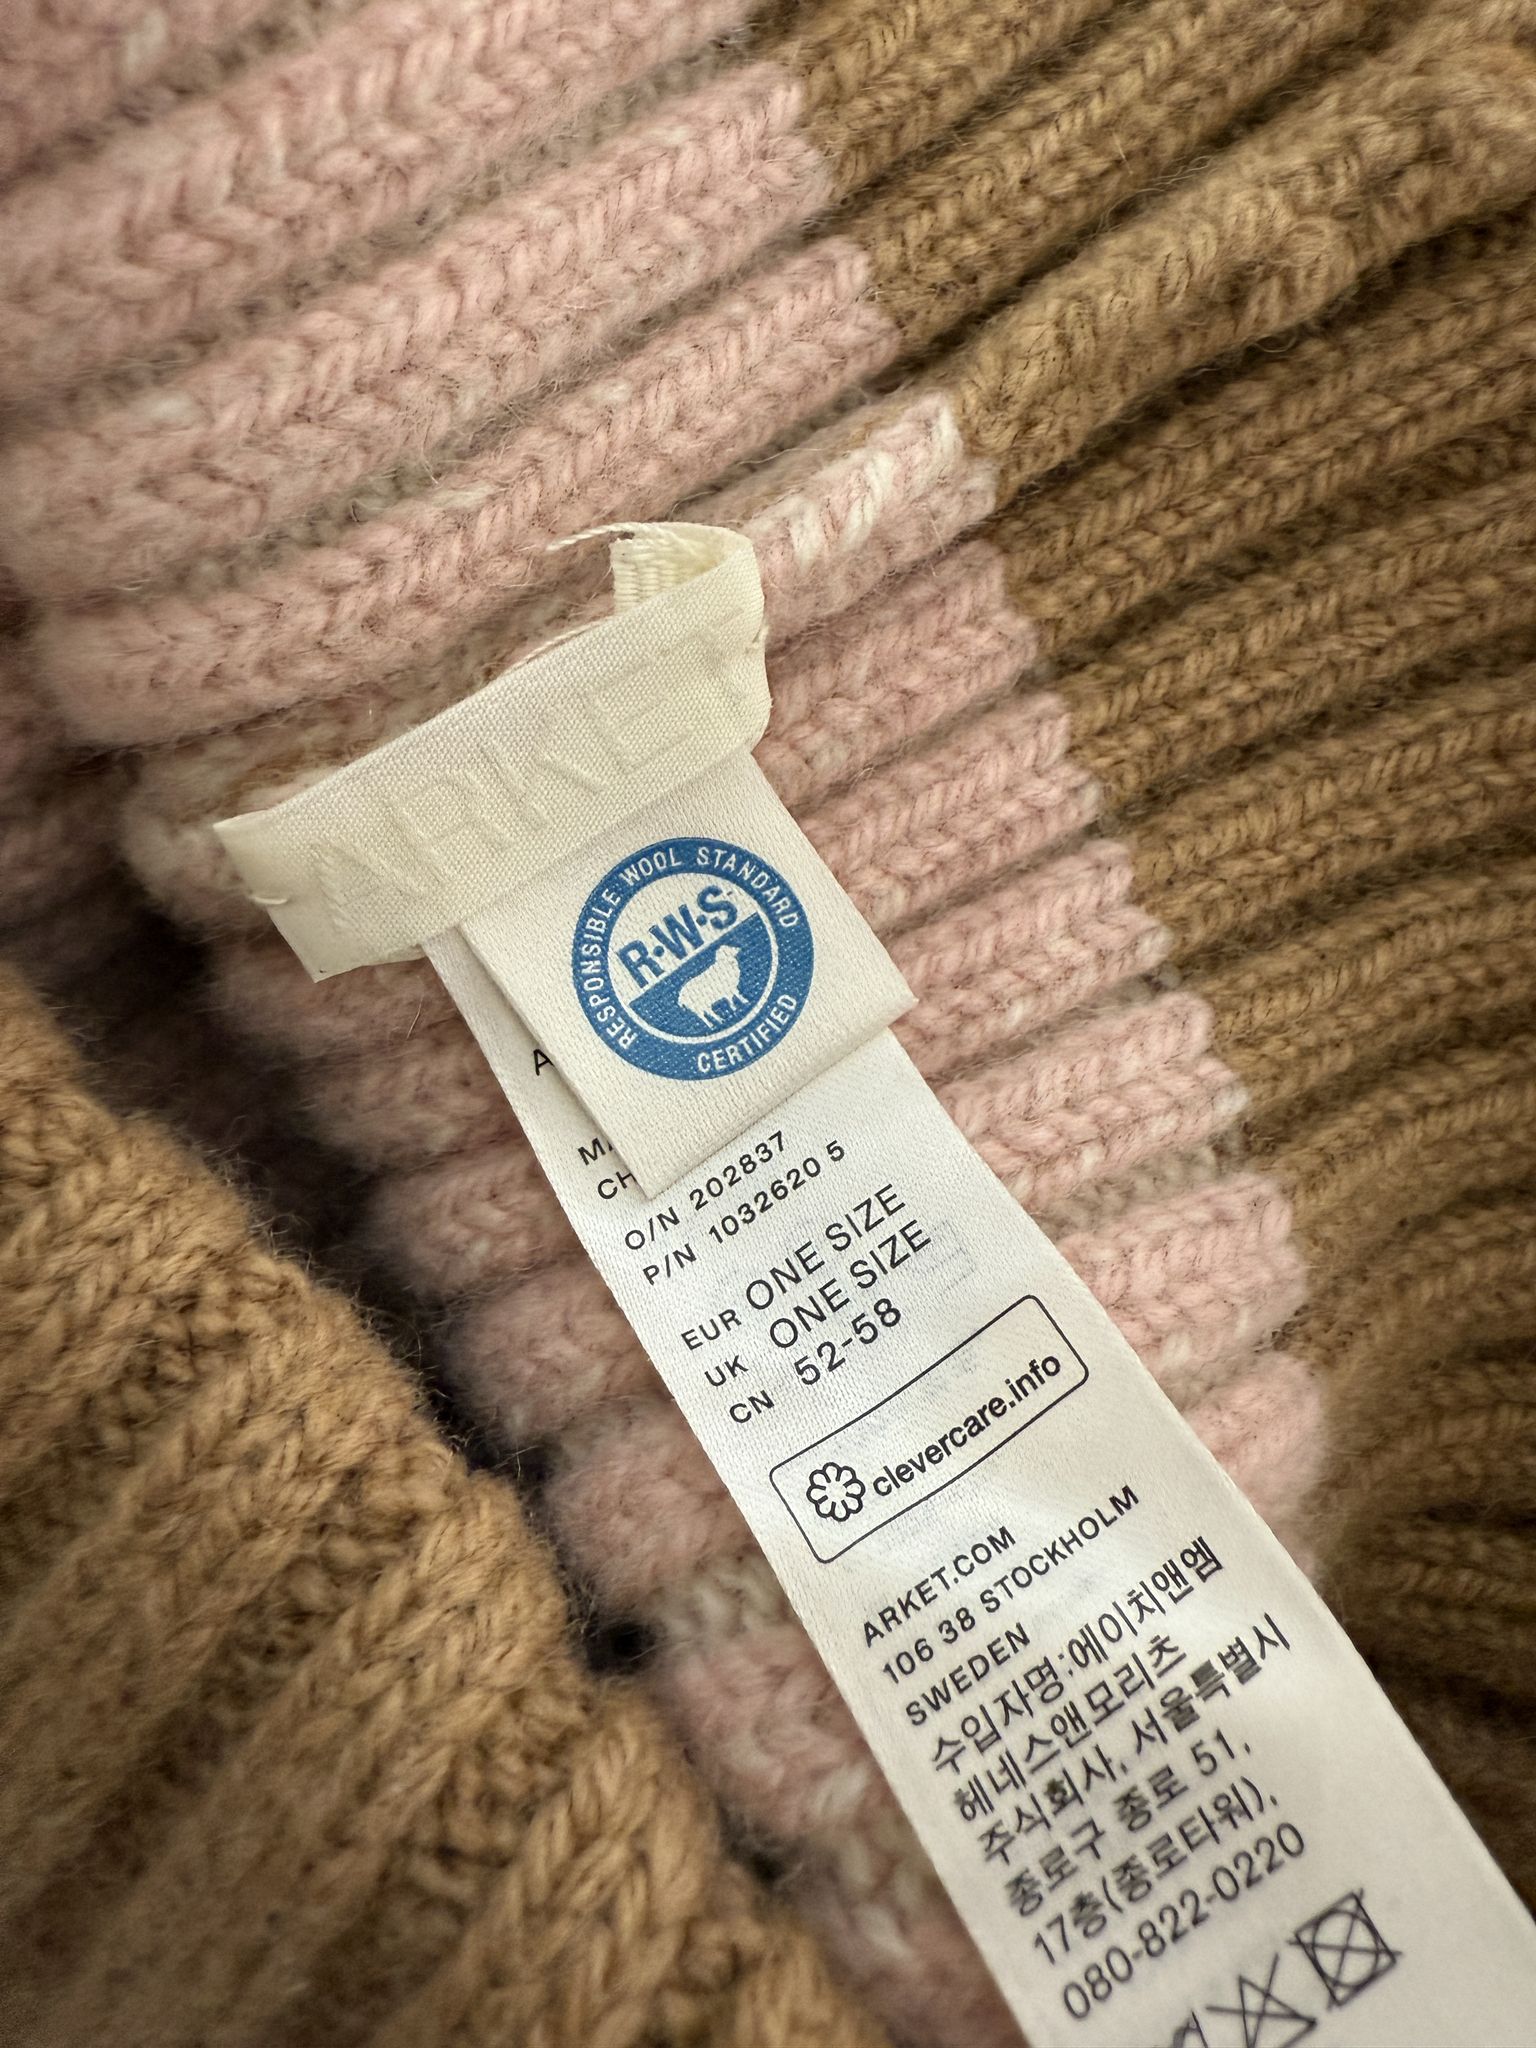 ARKET
RESPONSIBLE WOOL STANDARD
R·W·S
CERTIFIED
O/N 202837
P/N 1032620 5
EUR ONE SIZE
UK ONE SIZE
CN 52-58
clevercare.info
ARKET.COM
106 38 STOCKHOLM
SWEDEN
수입자명:에이치앤엠
헤네스앤모리츠
주식회사, 서울특별시
종로구 종로 51,
17층(종로타워),
080-822-0220